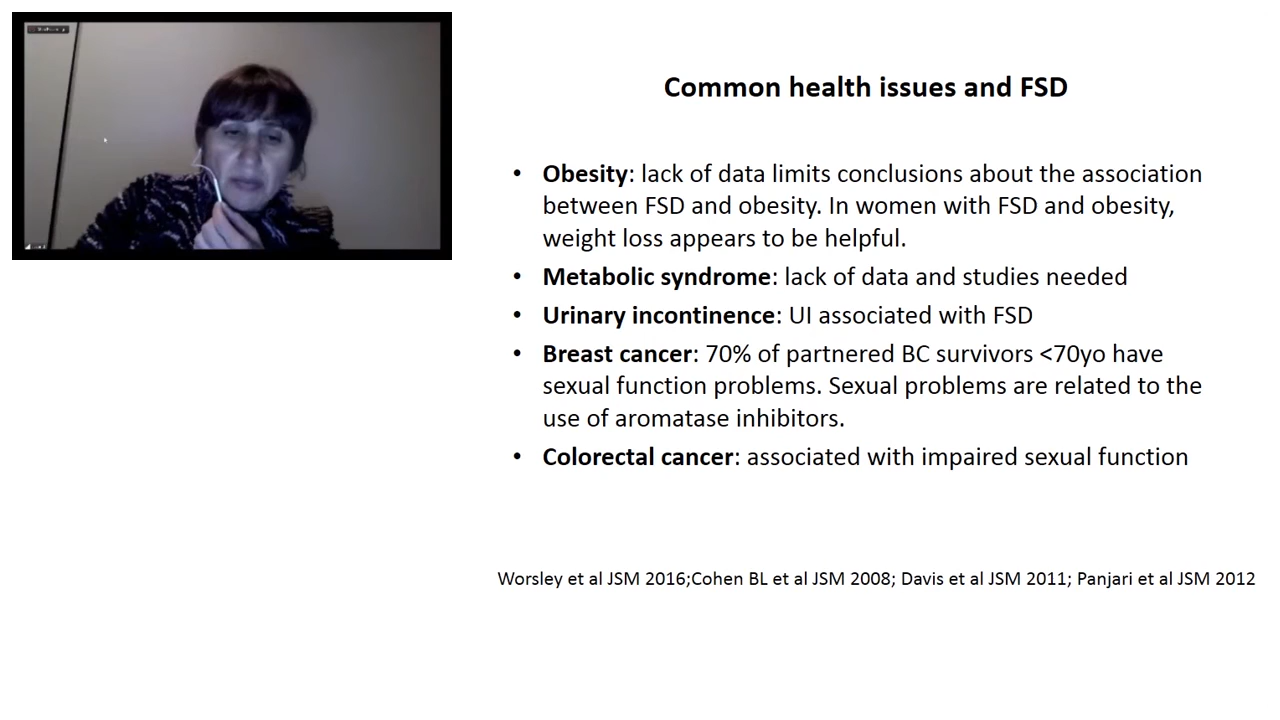 Common health issues and FSD
• Obesity: lack of data limits conclusions about the association
between FSD and obesity. In women with FSD and obesity,
weight loss appears to be helpful.
• Metabolic syndrome: lack of data and studies needed
• Urinary incontinence: UI associated with FSD
• Breast cancer: 70% of partnered BC survivors <70yo have
sexual function problems. Sexual problems are related to the
use of aromatase inhibitors.
• Colorectal cancer: associated with impaired sexual function
Worsley et al JSM 2016;Cohen BL et al JSM 2008; Davis et al JSM 2011; Panjari et al JSM 2012